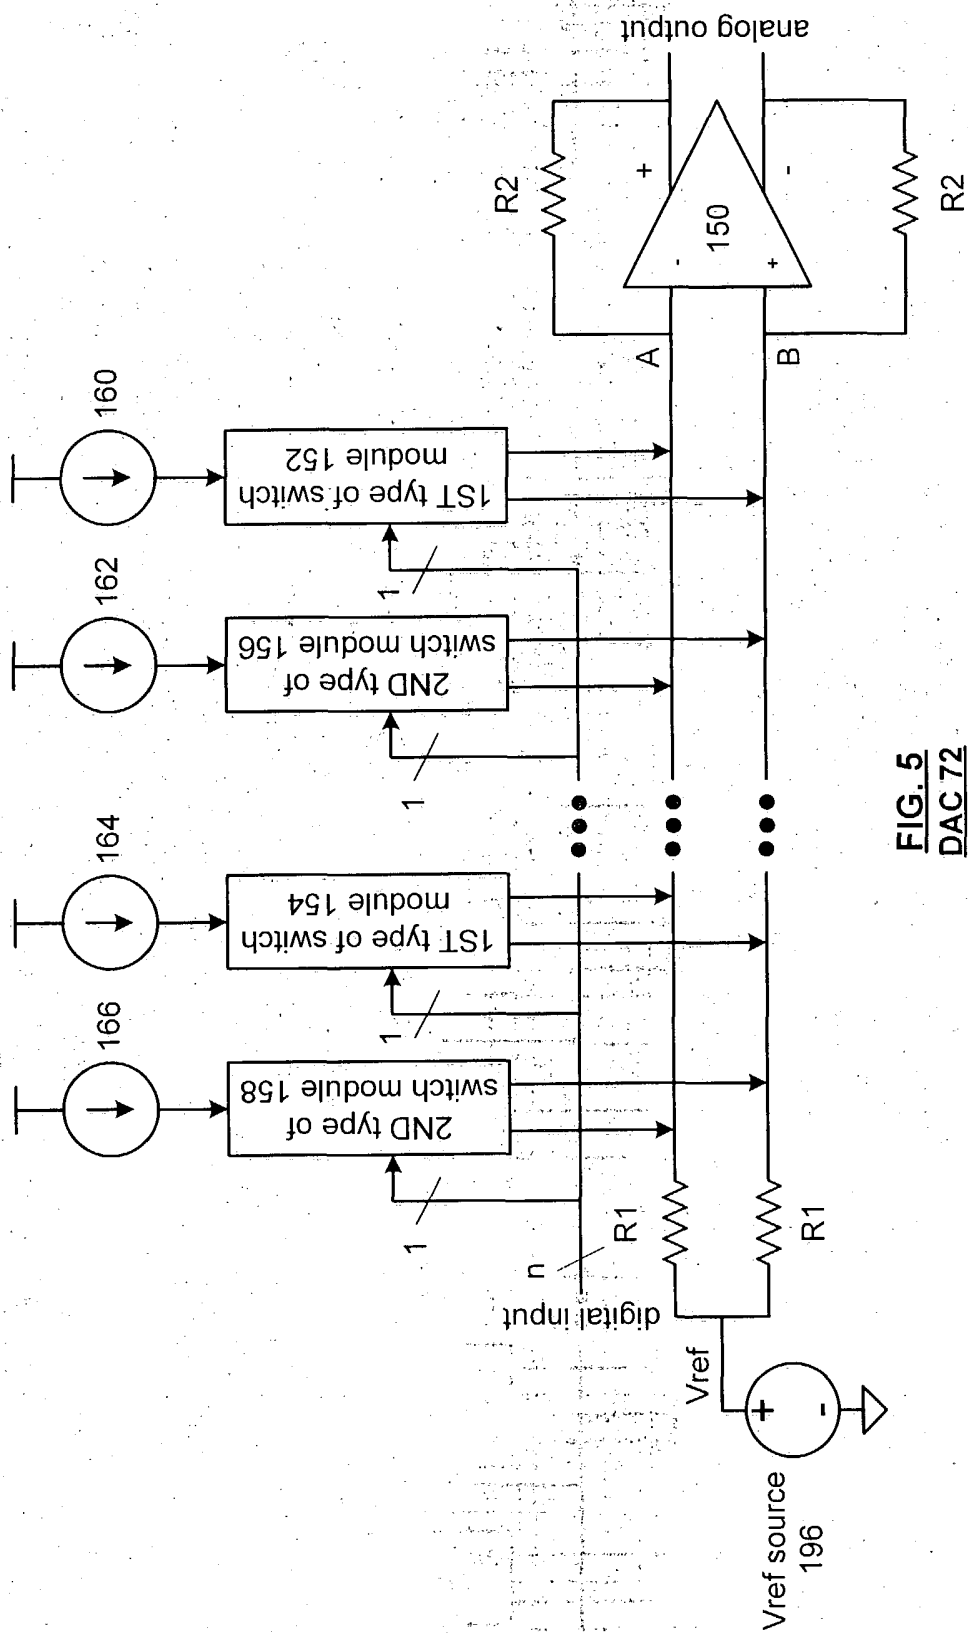 166
164
162
160
2ND type of
switch module 158
1ST type of switch
module 154
2ND type of
switch module 156
1ST type of switch
module 152
1
1
1
1
R2
analog output
+
-
-
+
150
A
B
R2
digital input
n
R1
R1
Vref
+
-
Vref source
196
FIG. 5
DAC 72